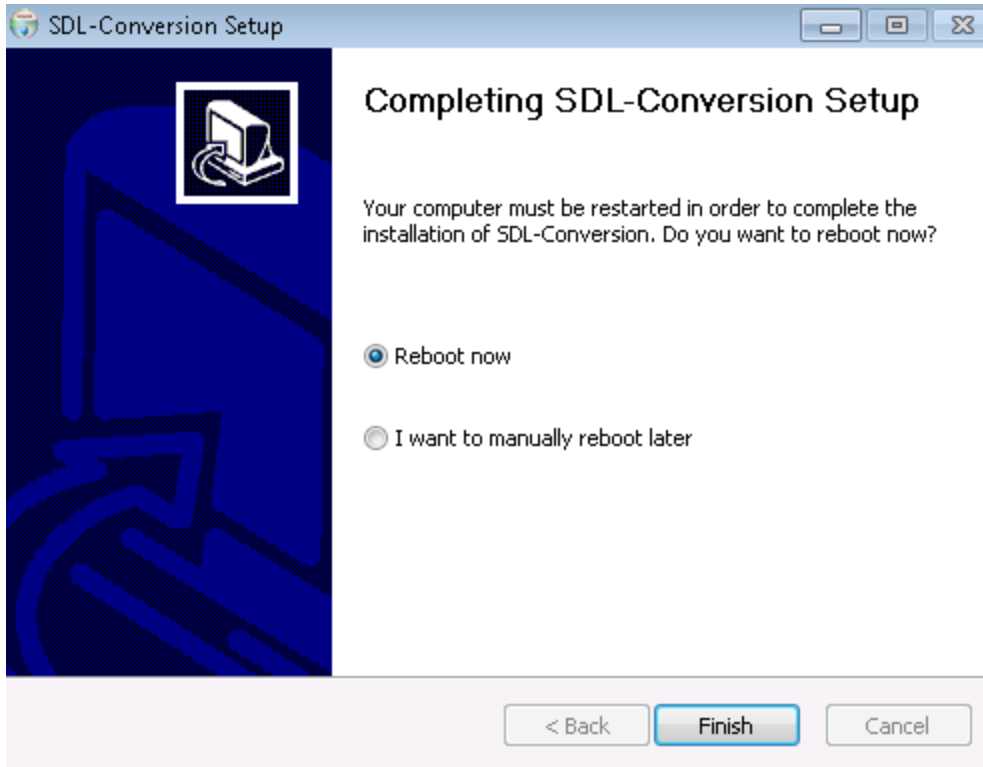 SDL-Conversion Setup
Completing SDL-Conversion Setup
Your computer must be restarted in order to complete the
installation of SDL-Conversion. Do you want to reboot now?
Reboot now
I want to manually reboot later
< Back
Finish
Cancel